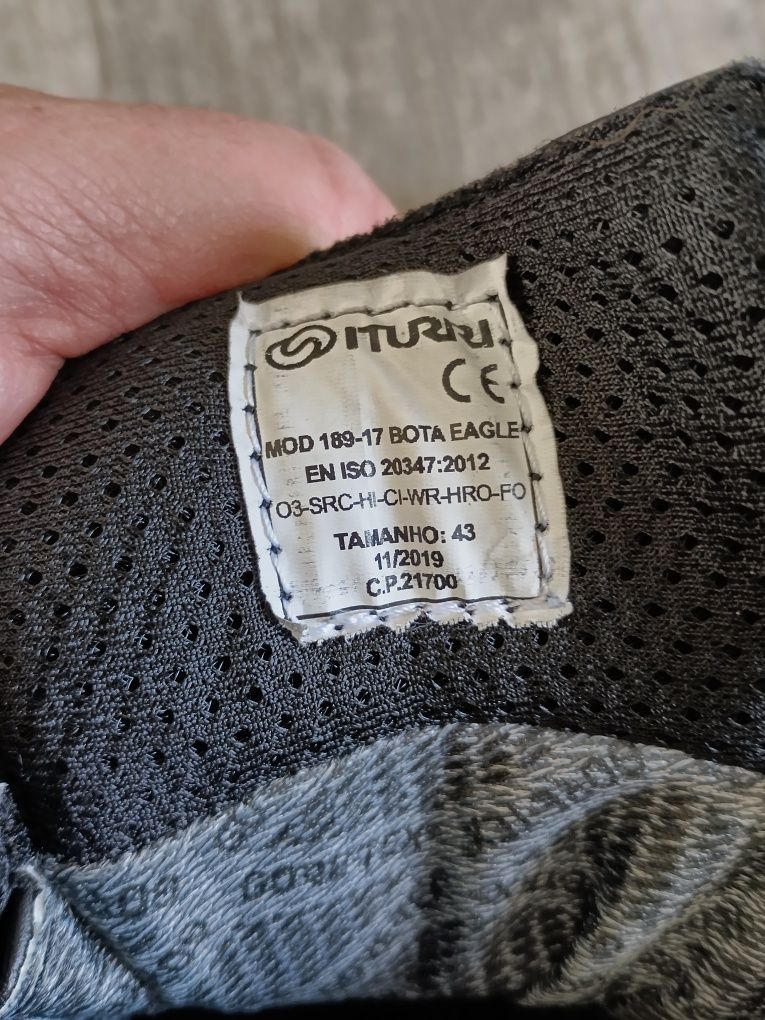 ITURRI
CE
MOD 189-17 BOTA EAGLE
EN ISO 20347:2012
O3-SRC-HI-CI-WR-HRO-FO
TAMANHO: 43
11/2019
C.P.21700